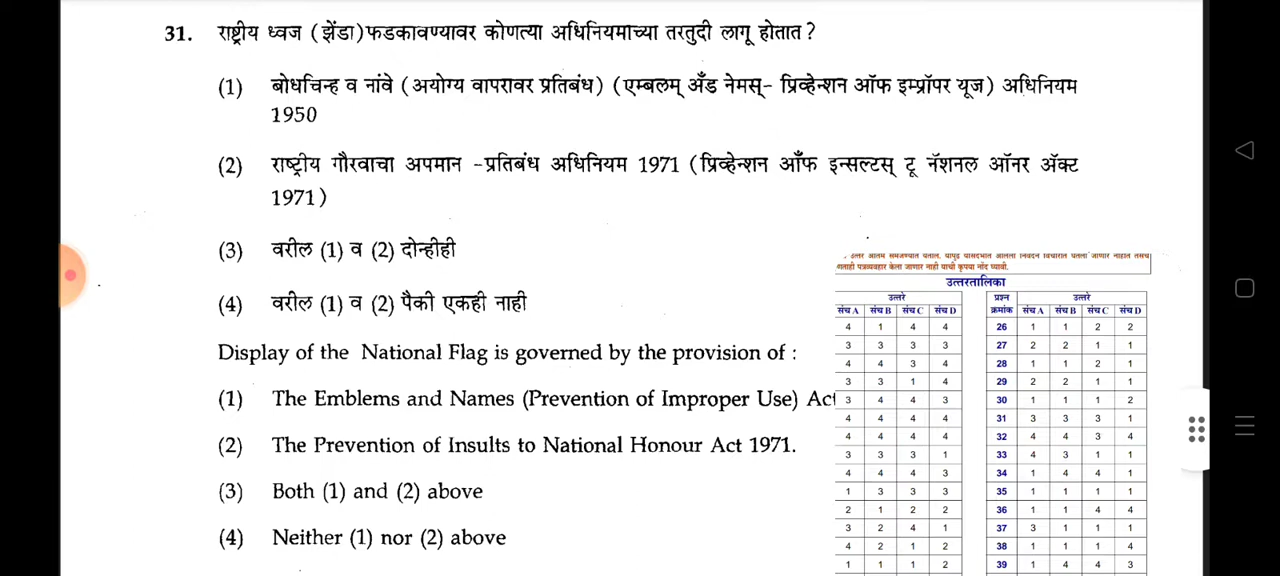 31. राष्ट्रीय ध्वज (झेंडा) फडकावण्यावर कोणत्या अधिनियमाच्या तरतुदी लागू होतात ?
(1) बोधचिन्ह व नांवे (अयोग्य वापरावर प्रतिबंध) (एम्बलम् अँड नेमस्- प्रिव्हेन्शन ऑफ इम्प्रॉपर यूज) अधिनियम
1950
(2) राष्ट्रीय गौरवाचा अपमान -प्रतिबंध अधिनियम 1971 (प्रिव्हेन्शन ऑफ इन्सल्टस् टू नॅशनल ऑनर ॲक्ट
1971)
(3) वरील (1) व (2) दोन्हीही
(4) वरील (1) व (2) पैकी एकही नाही
Display of the National Flag is governed by the provision of :
(1) The Emblems and Names (Prevention of Improper Use) Act
(2) The Prevention of Insults to National Honour Act 1971.
(3) Both (1) and (2) above
(4) Neither (1) nor (2) above
णताही पत्रव्यवहार केला जाणार नाही याची कृपया नोंद घ्यावी.
उत्तरतालिका
उत्तरे प्रश्न उत्तरे
संच A संच B संच C संच D क्रमांक संच A संच B संच C संच D
4 1 4 4 26 1 1 2 2
3 3 3 3 27 2 2 1 1
4 4 3 4 28 1 1 2 1
3 3 1 4 29 2 2 1 1
3 4 4 3 30 1 1 1 2
4 4 4 4 31 3 3 3 1
4 4 4 4 32 4 4 3 4
3 3 3 1 33 4 3 1 1
4 4 4 3 34 1 4 4 1
1 3 3 3 35 1 1 1 1
2 1 2 2 36 1 1 4 4
3 2 4 1 37 3 1 1 1
4 2 1 2 38 1 1 1 4
1 1 1 2 39 1 4 4 3